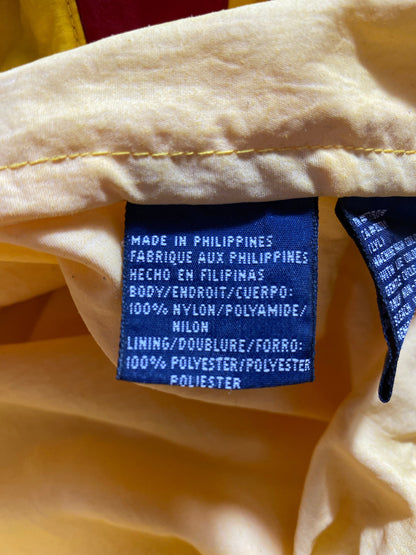 MADE IN PHILIPPINES
FABRIQUE AUX PHILIPPINES
HECHO EN FILIPINAS
BODY/ENDROIT/CUERPO:
100% NYLON/POLYAMIDE/
NILON
LINING/DOUBLURE/FORRO:
100% POLYESTER/POLYESTER
POLIESTER